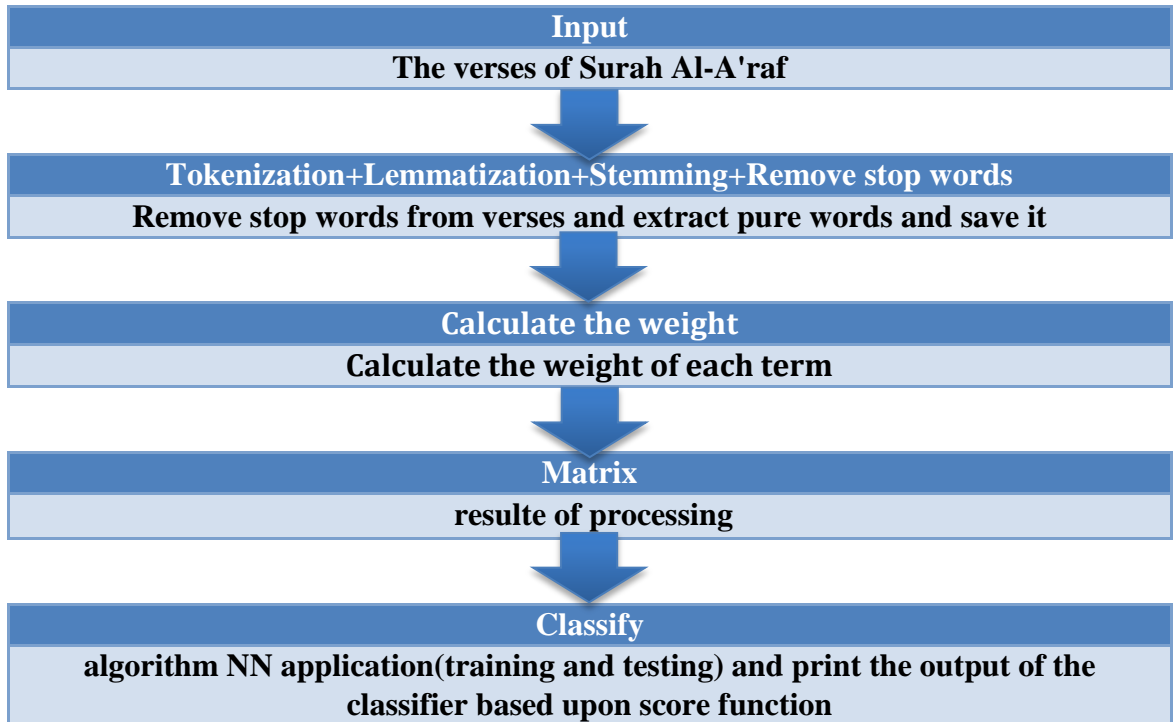 Input
The verses of Surah Al-A'raf
Tokenization+Lemmatization+Stemming+Remove stop words
Remove stop words from verses and extract pure words and save it
Calculate the weight
Calculate the weight of each term
Matrix
resulte of processing
Classify
algorithm NN application(training and testing) and print the output of the
classifier based upon score function